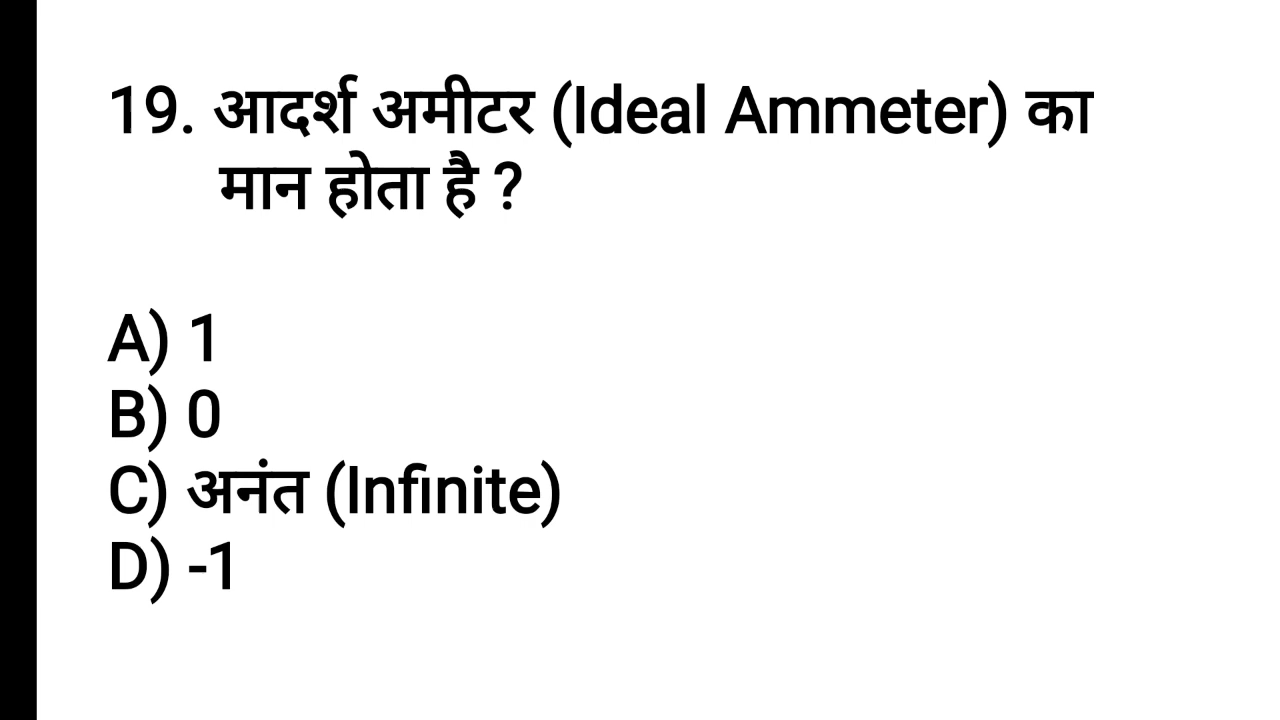 19. आदर्श अमीटर (Ideal Ammeter) का
मान होता है ?
A) 1
B) 0
C) अनंत (Infinite)
D) -1